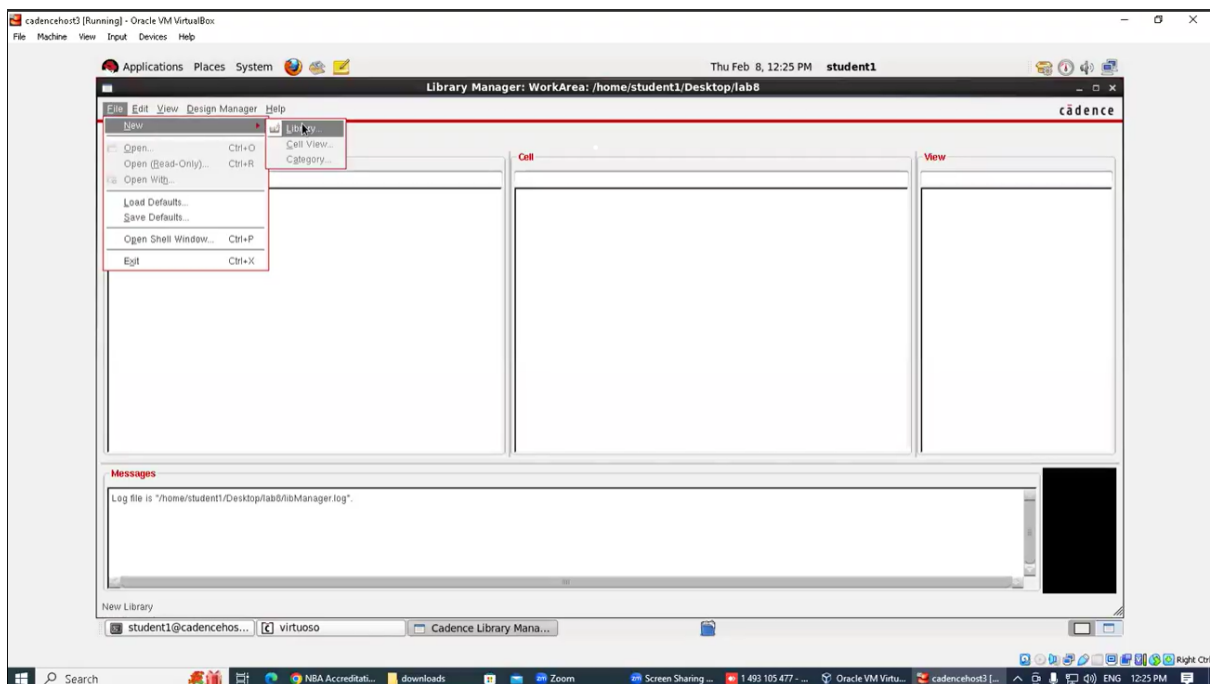 cadencehost3 [Running] - Oracle VM VirtualBox
File Machine View Input Devices Help
Applications Places System
Thu Feb 8, 12:25 PM student1
Library Manager: WorkArea: /home/student1/Desktop/lab8
File Edit View Design Manager Help
cādence
New
Library...
Open... Ctrl+O
Cell View...
Open (Read-Only)... Ctrl+R
Category...
Open With...
Load Defaults...
Save Defaults...
Open Shell Window... Ctrl+P
Exit Ctrl+X
Cell
View
Messages
Log file is "/home/student1/Desktop/lab8/libManager.log".
New Library
student1@cadencehos... virtuoso Cadence Library Mana...
Right Ctrl
Search NBA Accreditati... downloads Zoom Screen Sharing ... 1 493 105 477 - ... Oracle VM Virtu... cadencehost3 [... ENG 12:25 PM